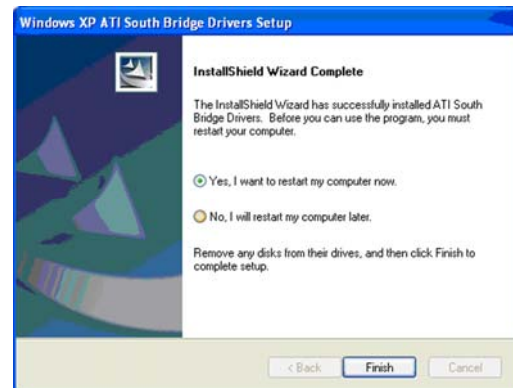 Windows XP ATI South Bridge Drivers Setup
InstallShield Wizard Complete
The InstallShield Wizard has successfully installed ATI South
Bridge Drivers. Before you can use the program, you must
restart your computer.
Yes, I want to restart my computer now.
No, I will restart my computer later.
Remove any disks from their drives, and then click Finish to
complete setup.
< Back Finish Cancel